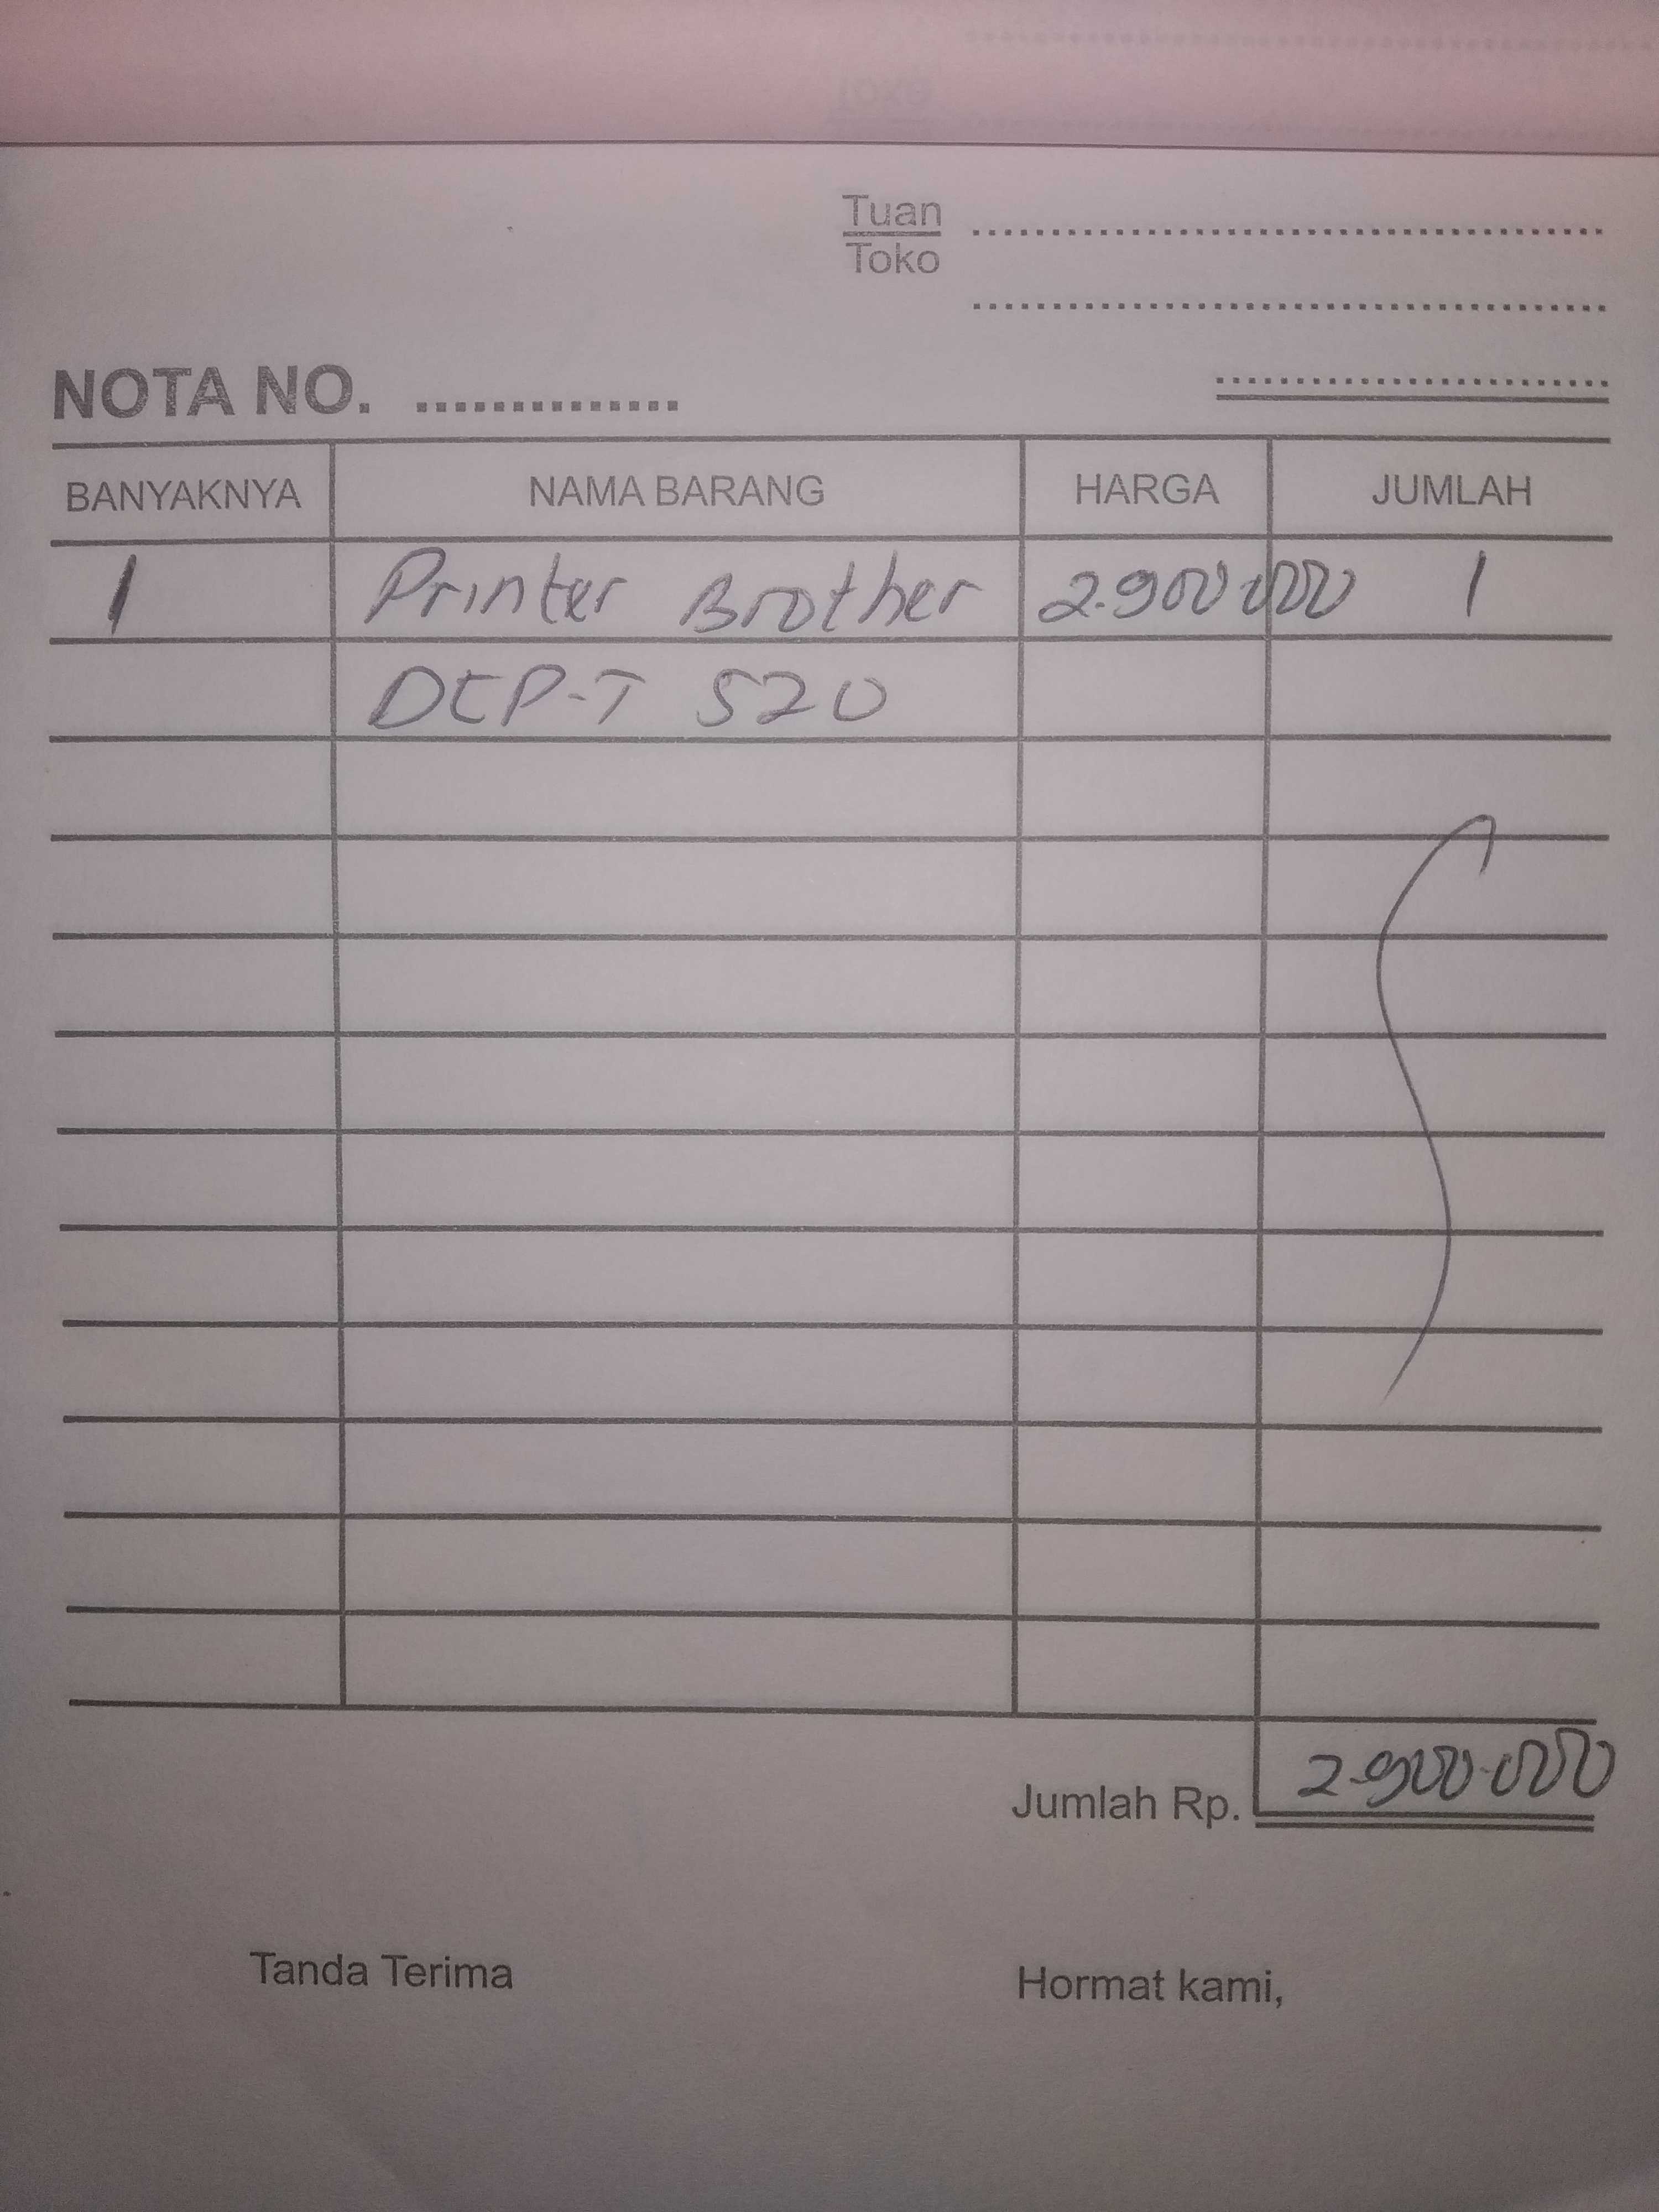 Tuan
Toko
NOTA NO. ..............
BANYAKNYA NAMA BARANG HARGA JUMLAH
1 Printer Brother 2.900.000 1
DCP-T 520
Jumlah Rp. 2.900.000
Tanda Terima Hormat kami,